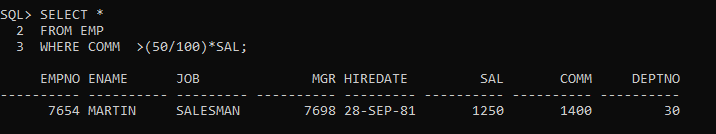 SQL> SELECT *
  2  FROM EMP
  3  WHERE COMM  >(50/100)*SAL;
     EMPNO ENAME      JOB              MGR HIREDATE         SAL       COMM     DEPTNO
---------- ---------- --------- ---------- --------- ---------- ---------- ----------
      7654 MARTIN     SALESMAN        7698 28-SEP-81       1250       1400         30